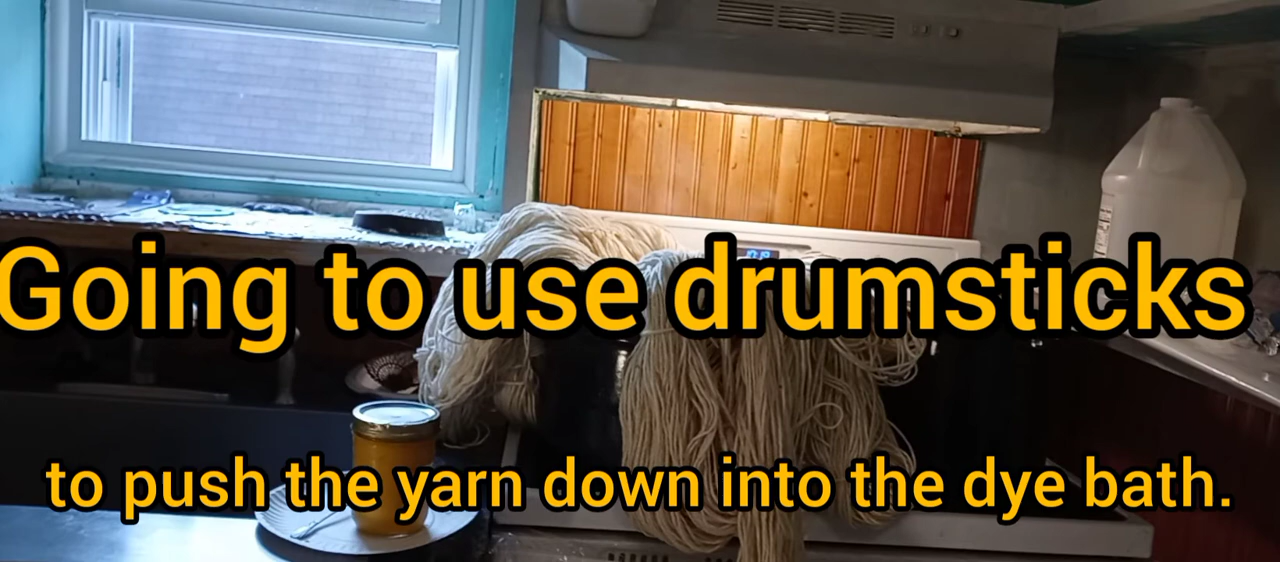 Going to use drumsticks
to push the yarn down into the dye bath.